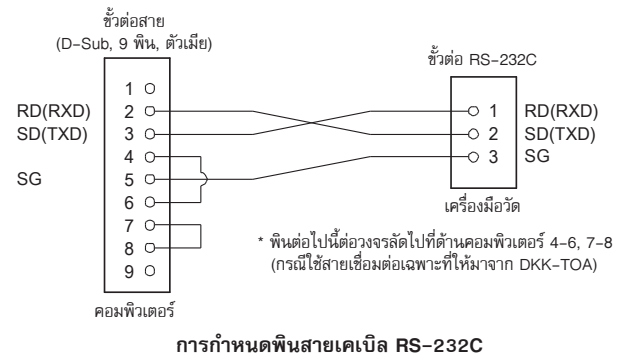 ขั้วต่อสาย
(D-Sub, 9 พิน, ตัวเมีย)
ขั้วต่อ RS-232C
1
RD(RXD) 2 1 RD(RXD)
SD(TXD) 3 2 SD(TXD)
4 3 SG
SG 5
6
7
8
9
เครื่องมือวัด
* พินต่อไปนี้ต่อวงจรลัดไปที่ด้านคอมพิวเตอร์ 4-6, 7-8
(กรณีใช้สายเชื่อมต่อเฉพาะที่ให้มาจาก DKK-TOA)
คอมพิวเตอร์
การกำหนดพินสายเคเบิล RS-232C